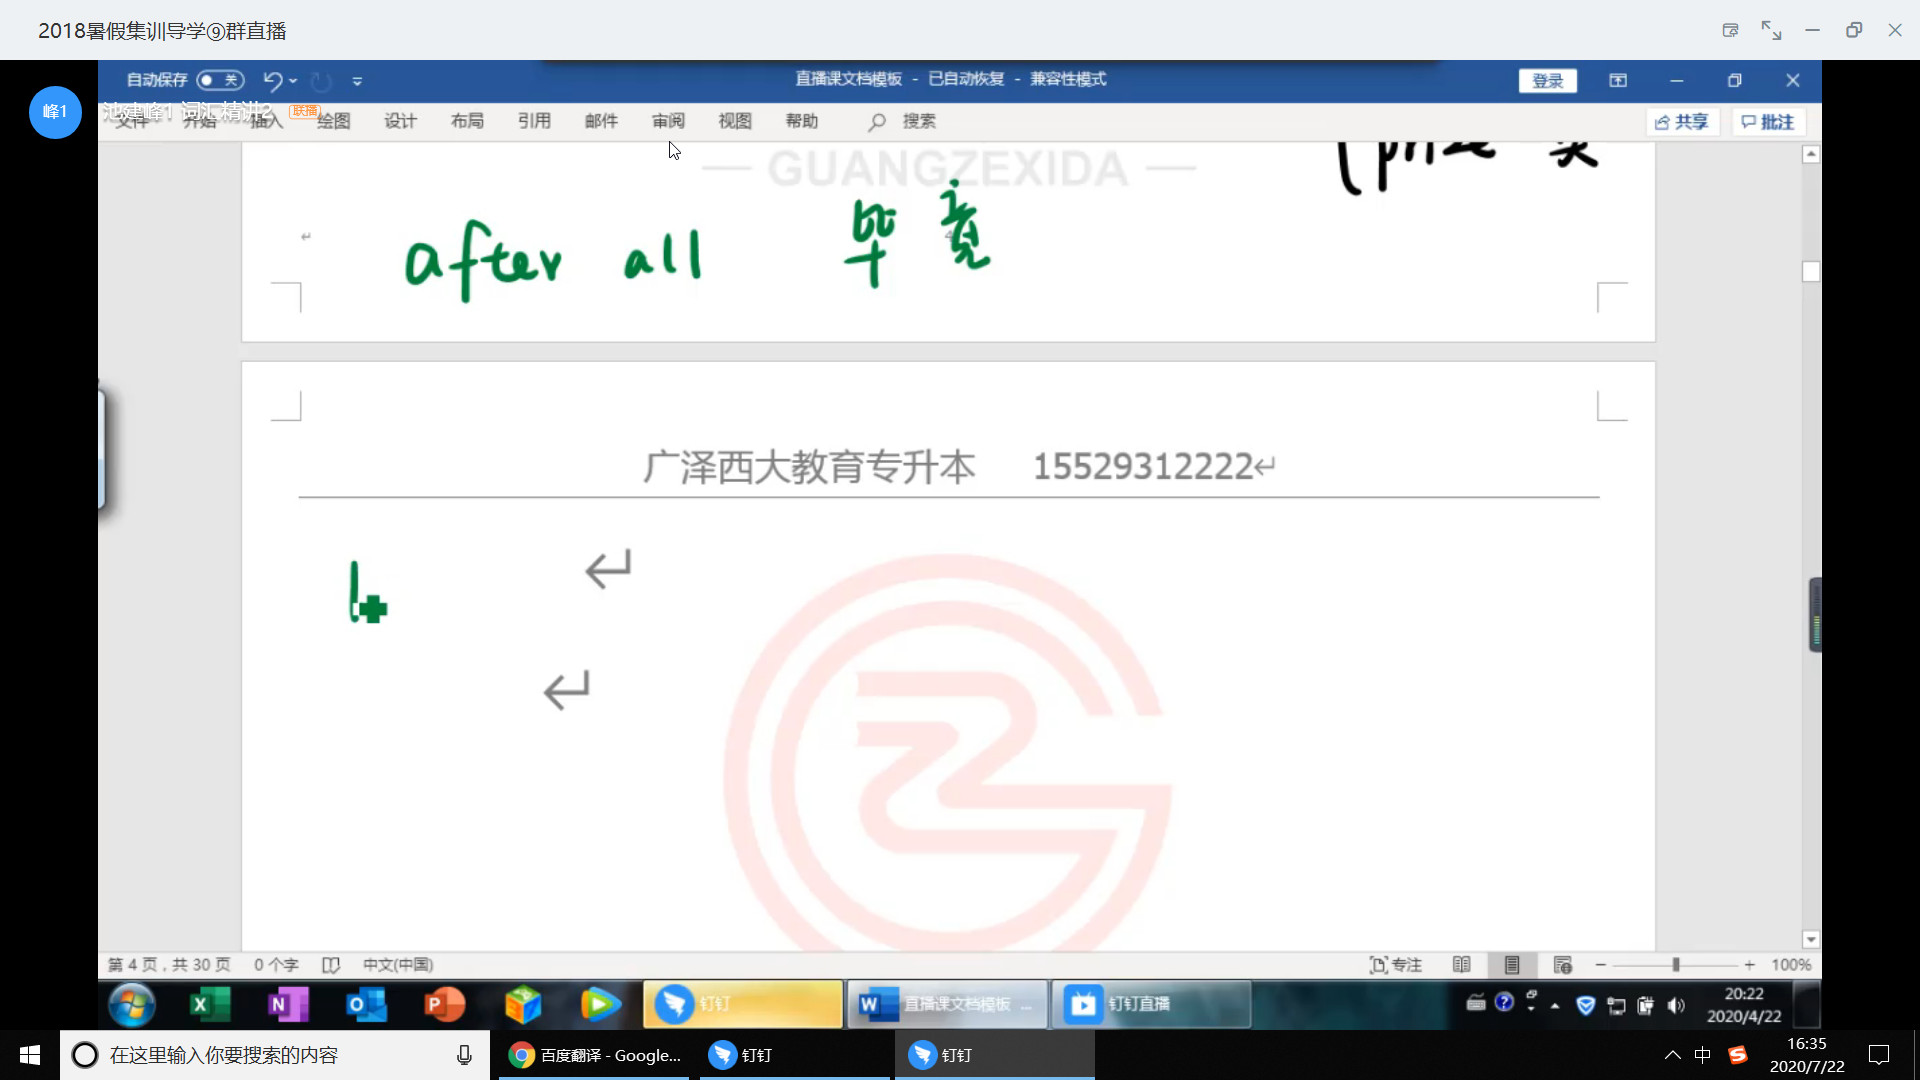 2018暑假集训导学⑨群直播
自动保存 关
直播课文档模板 - 已自动恢复 - 兼容性模式
登录
峰1
池建峰1 词汇精讲2 联播
文件 开始 插入 绘图 设计 布局 引用 邮件 审阅 视图 帮助 搜索
共享 批注
GUANGZEXIDA
after all 毕竟
广泽西大教育专升本 15529312222
第 4 页，共 30 页 0 个字 中文(中国)
专注 100%
钉钉
直播课文档模板 ...
钉钉直播
20:22
2020/4/22
在这里输入你要搜索的内容
百度翻译 - Google...
钉钉
钉钉
中
16:35
2020/7/22